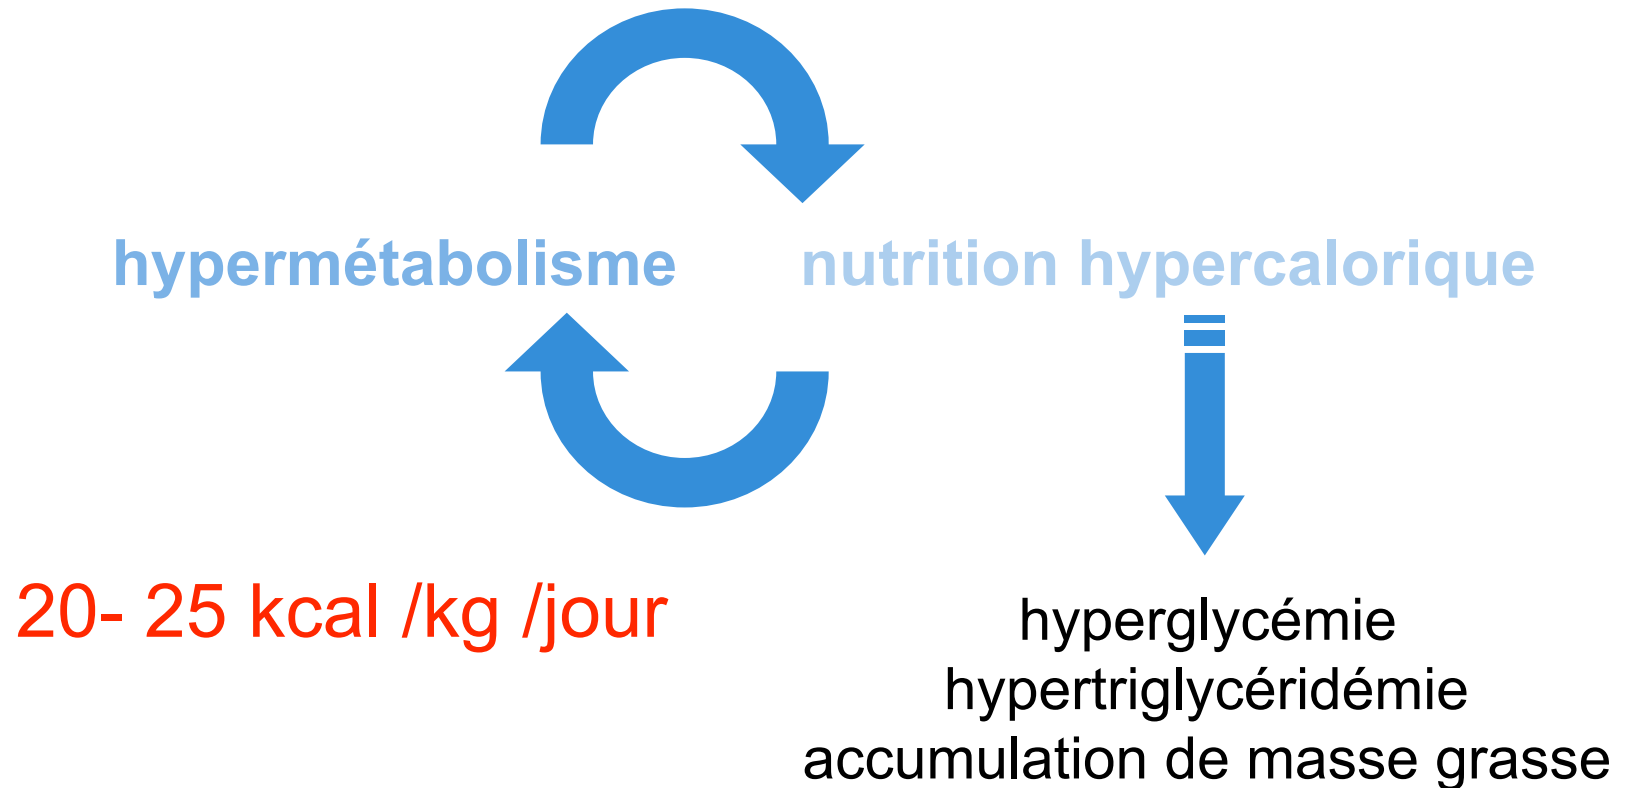 hypermétabolisme
nutrition hypercalorique
20- 25 kcal /kg /jour
hyperglycémie
hypertriglycéridémie
accumulation de masse grasse